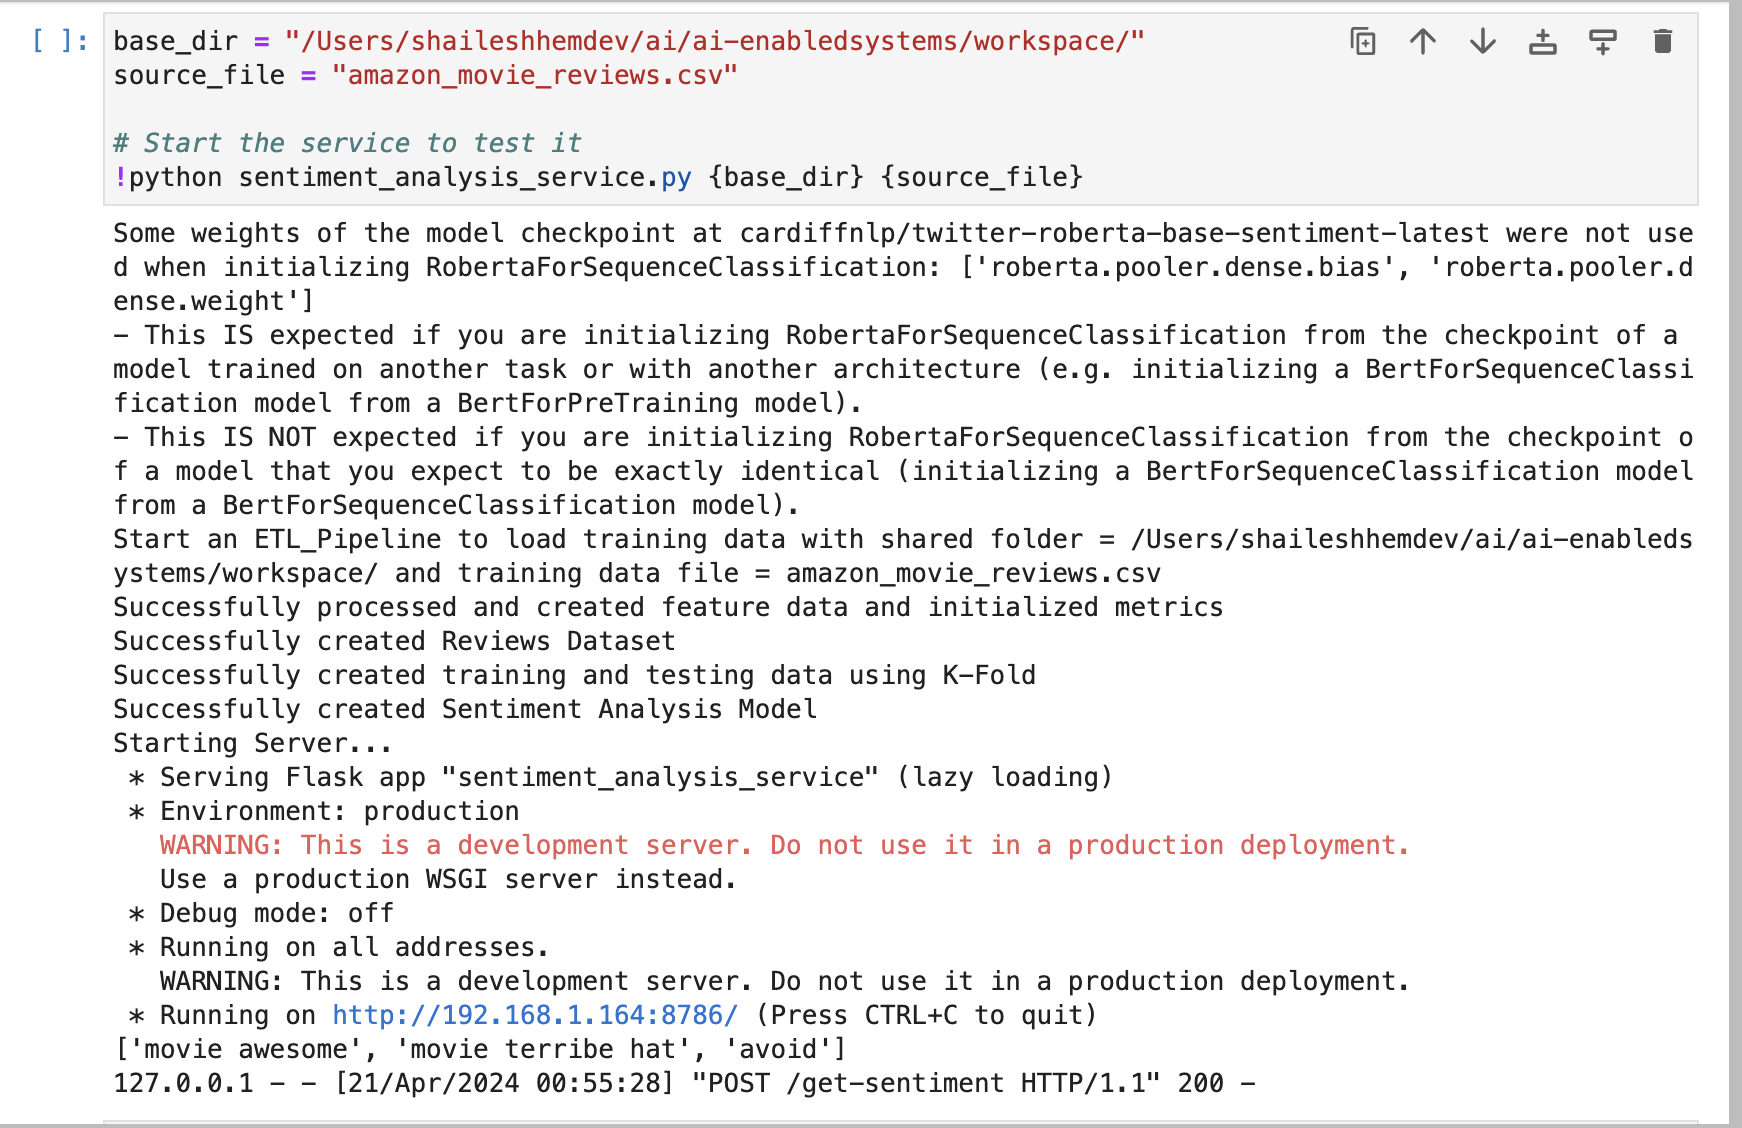 [ ]: base_dir = "/Users/shaileshhemdev/ai/ai-enabledsystems/workspace/"
source_file = "amazon_movie_reviews.csv"
# Start the service to test it
!python sentiment_analysis_service.py {base_dir} {source_file}
Some weights of the model checkpoint at cardiffnlp/twitter-roberta-base-sentiment-latest were not use
d when initializing RobertaForSequenceClassification: ['roberta.pooler.dense.bias', 'roberta.pooler.d
ense.weight']
- This IS expected if you are initializing RobertaForSequenceClassification from the checkpoint of a
model trained on another task or with another architecture (e.g. initializing a BertForSequenceClassi
fication model from a BertForPreTraining model).
- This IS NOT expected if you are initializing RobertaForSequenceClassification from the checkpoint o
f a model that you expect to be exactly identical (initializing a BertForSequenceClassification model
from a BertForSequenceClassification model).
Start an ETL_Pipeline to load training data with shared folder = /Users/shaileshhemdev/ai/ai-enableds
ystems/workspace/ and training data file = amazon_movie_reviews.csv
Successfully processed and created feature data and initialized metrics
Successfully created Reviews Dataset
Successfully created training and testing data using K-Fold
Successfully created Sentiment Analysis Model
Starting Server...
* Serving Flask app "sentiment_analysis_service" (lazy loading)
* Environment: production
WARNING: This is a development server. Do not use it in a production deployment.
Use a production WSGI server instead.
* Debug mode: off
* Running on all addresses.
WARNING: This is a development server. Do not use it in a production deployment.
* Running on http://192.168.1.164:8786/ (Press CTRL+C to quit)
['movie awesome', 'movie terribe hat', 'avoid']
127.0.0.1 - - [21/Apr/2024 00:55:28] "POST /get-sentiment HTTP/1.1" 200 -